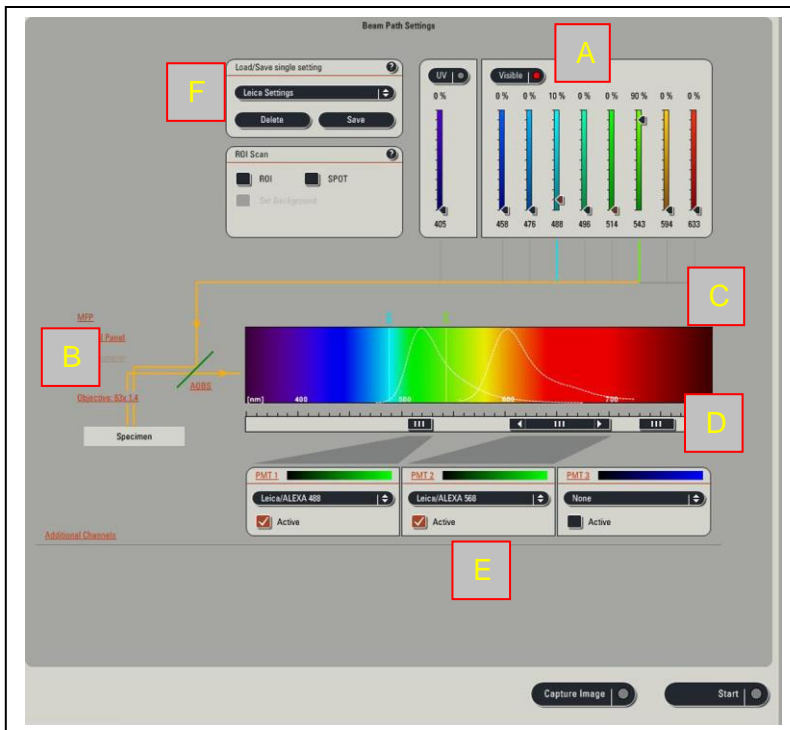 Beam Path Settings
A
F
Load/Save single setting ?
Leica Settings
Delete Save
UV
Visible
0 % 0 % 0 % 10 % 0 % 0 % 90 % 0 % 0 %
ROI Scan ?
ROI SPOT
Set Background
405 458 476 488 496 514 543 594 633
C
MFP
Panel
B
AOBS
Objective: 63x 1.4
Specimen
[nm] 400 500 600 700
D
PMT 1 PMT 2 PMT 3
Leica/ALEXA 488 Leica/ALEXA 568 None
Active Active Active
Additional Channels
E
Capture Image Start